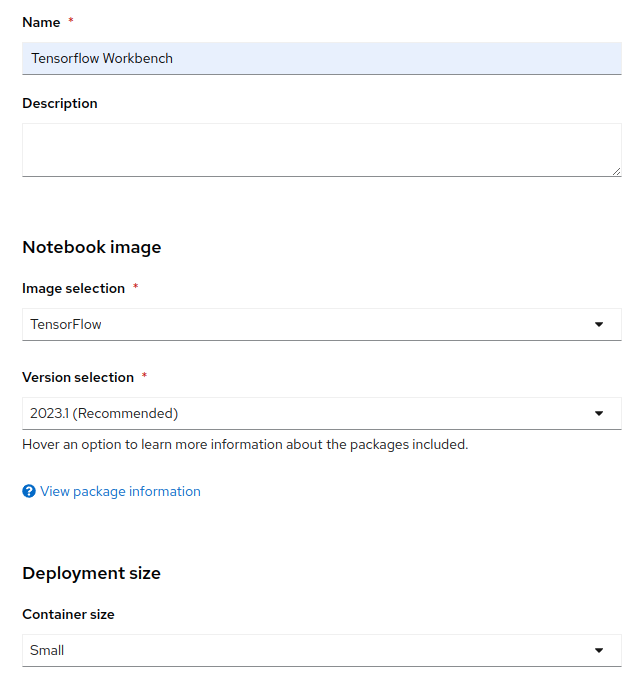 Name *
Tensorflow Workbench
Description
Notebook image
Image selection *
TensorFlow
Version selection *
2023.1 (Recommended)
Hover an option to learn more information about the packages included.
? View package information
Deployment size
Container size
Small